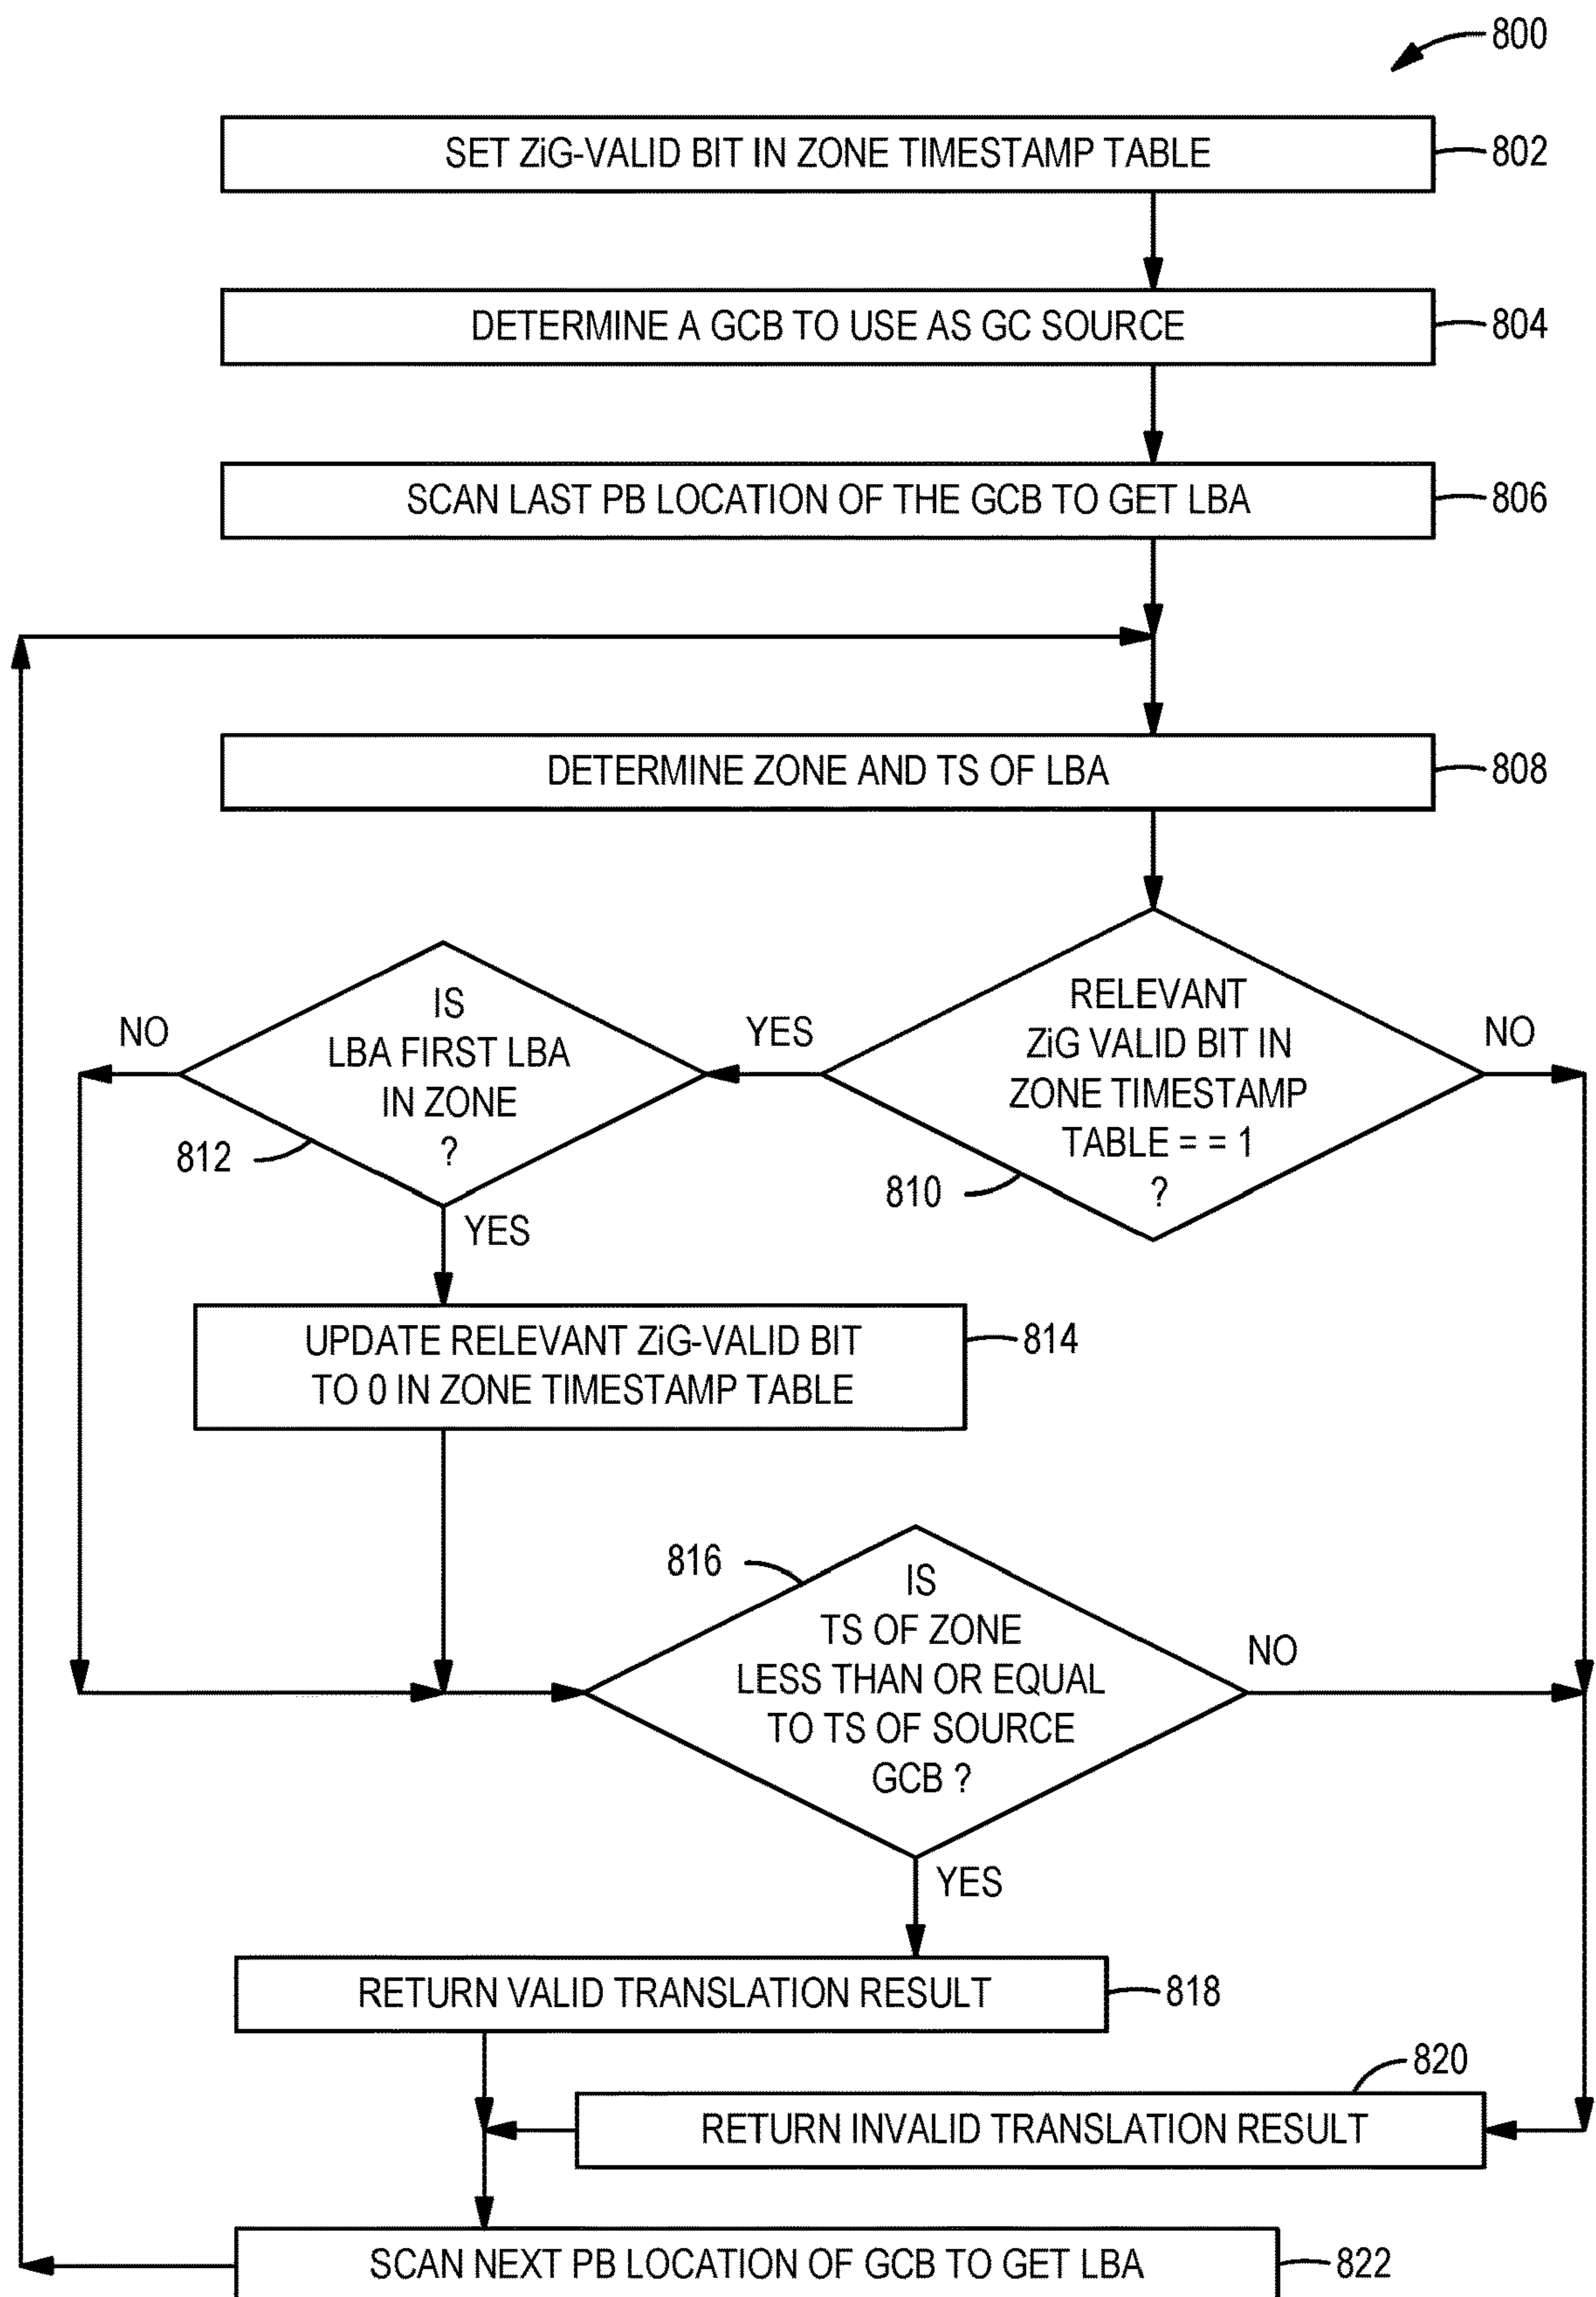 800
SET ZiG-VALID BIT IN ZONE TIMESTAMP TABLE
802
DETERMINE A GCB TO USE AS GC SOURCE
804
SCAN LAST PB LOCATION OF THE GCB TO GET LBA
806
DETERMINE ZONE AND TS OF LBA
808
NO
IS
LBA FIRST LBA
IN ZONE
?
812
YES
YES
RELEVANT
ZiG VALID BIT IN
ZONE TIMESTAMP
TABLE = = 1
?
810
NO
UPDATE RELEVANT ZiG-VALID BIT
TO 0 IN ZONE TIMESTAMP TABLE
814
816
IS
TS OF ZONE
LESS THAN OR EQUAL
TO TS OF SOURCE
GCB ?
NO
YES
RETURN VALID TRANSLATION RESULT
818
820
RETURN INVALID TRANSLATION RESULT
SCAN NEXT PB LOCATION OF GCB TO GET LBA
822